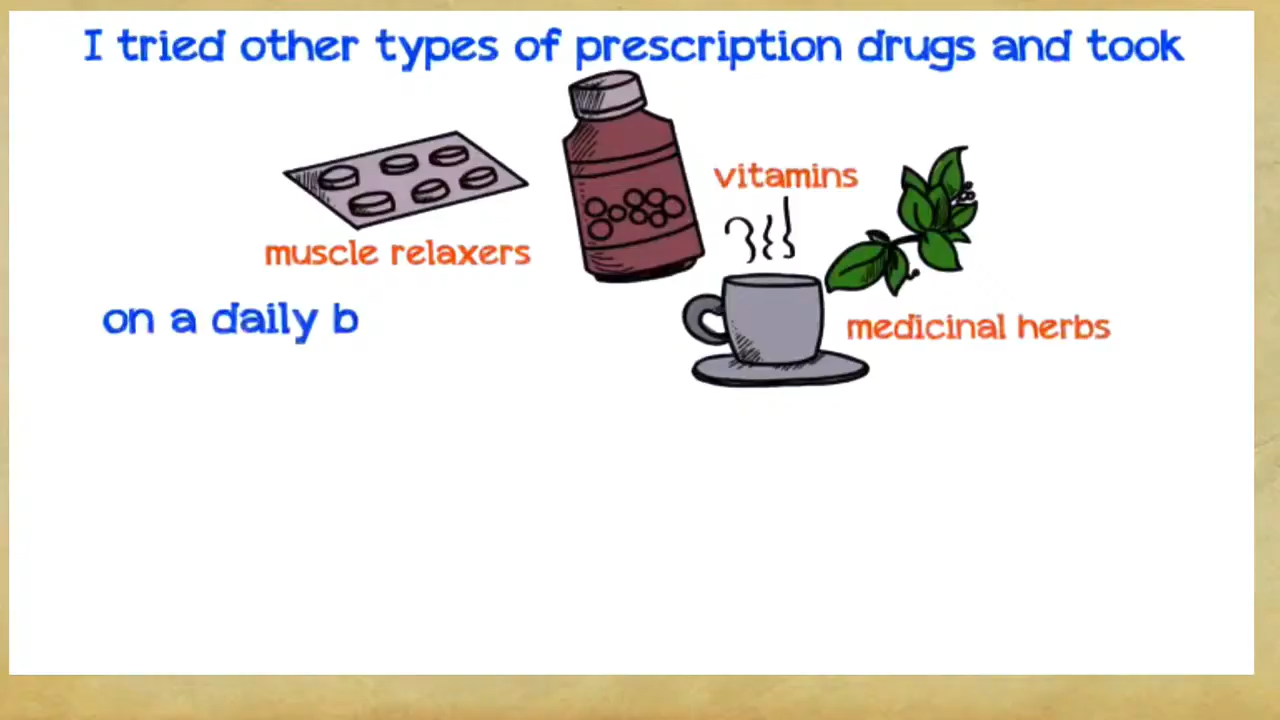 I tried other types of prescription drugs and took
vitamins
muscle relaxers
on a daily b
medicinal herbs